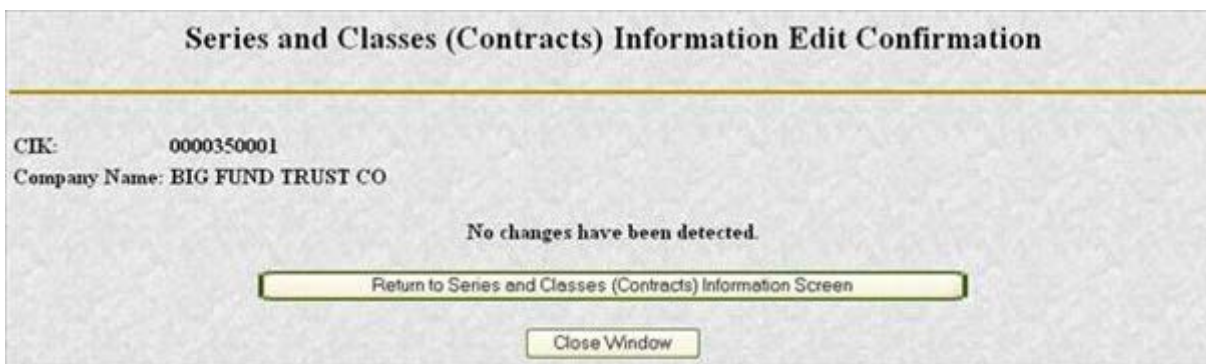 Series and Classes (Contracts) Information Edit Confirmation
CIK: 0000350001
Company Name: BIG FUND TRUST CO
No changes have been detected.
Return to Series and Classes (Contracts) Information Screen
Close Window